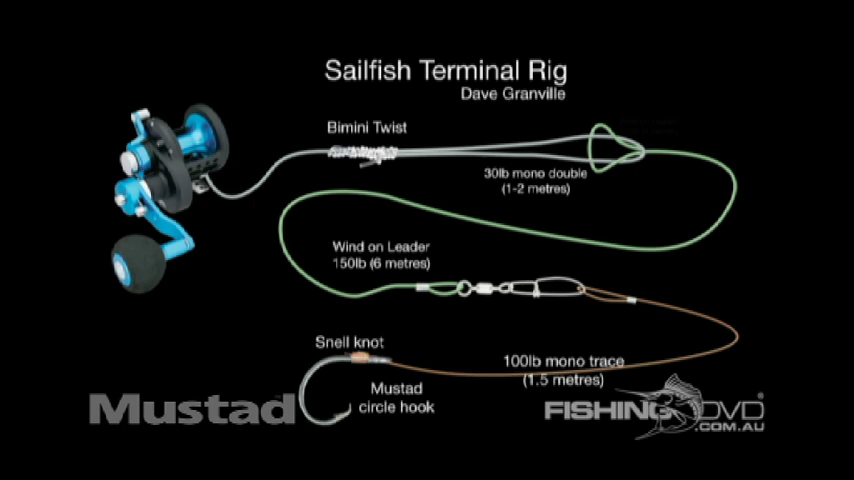 Sailfish Terminal Rig
Dave Granville
Bimini Twist
30lb mono double
(1-2 metres)
Wind on Leader
150lb (6 metres)
Snell knot
100lb mono trace
(1.5 metres)
Mustad
circle hook
Mustad
FISHING DVD
.COM.AU